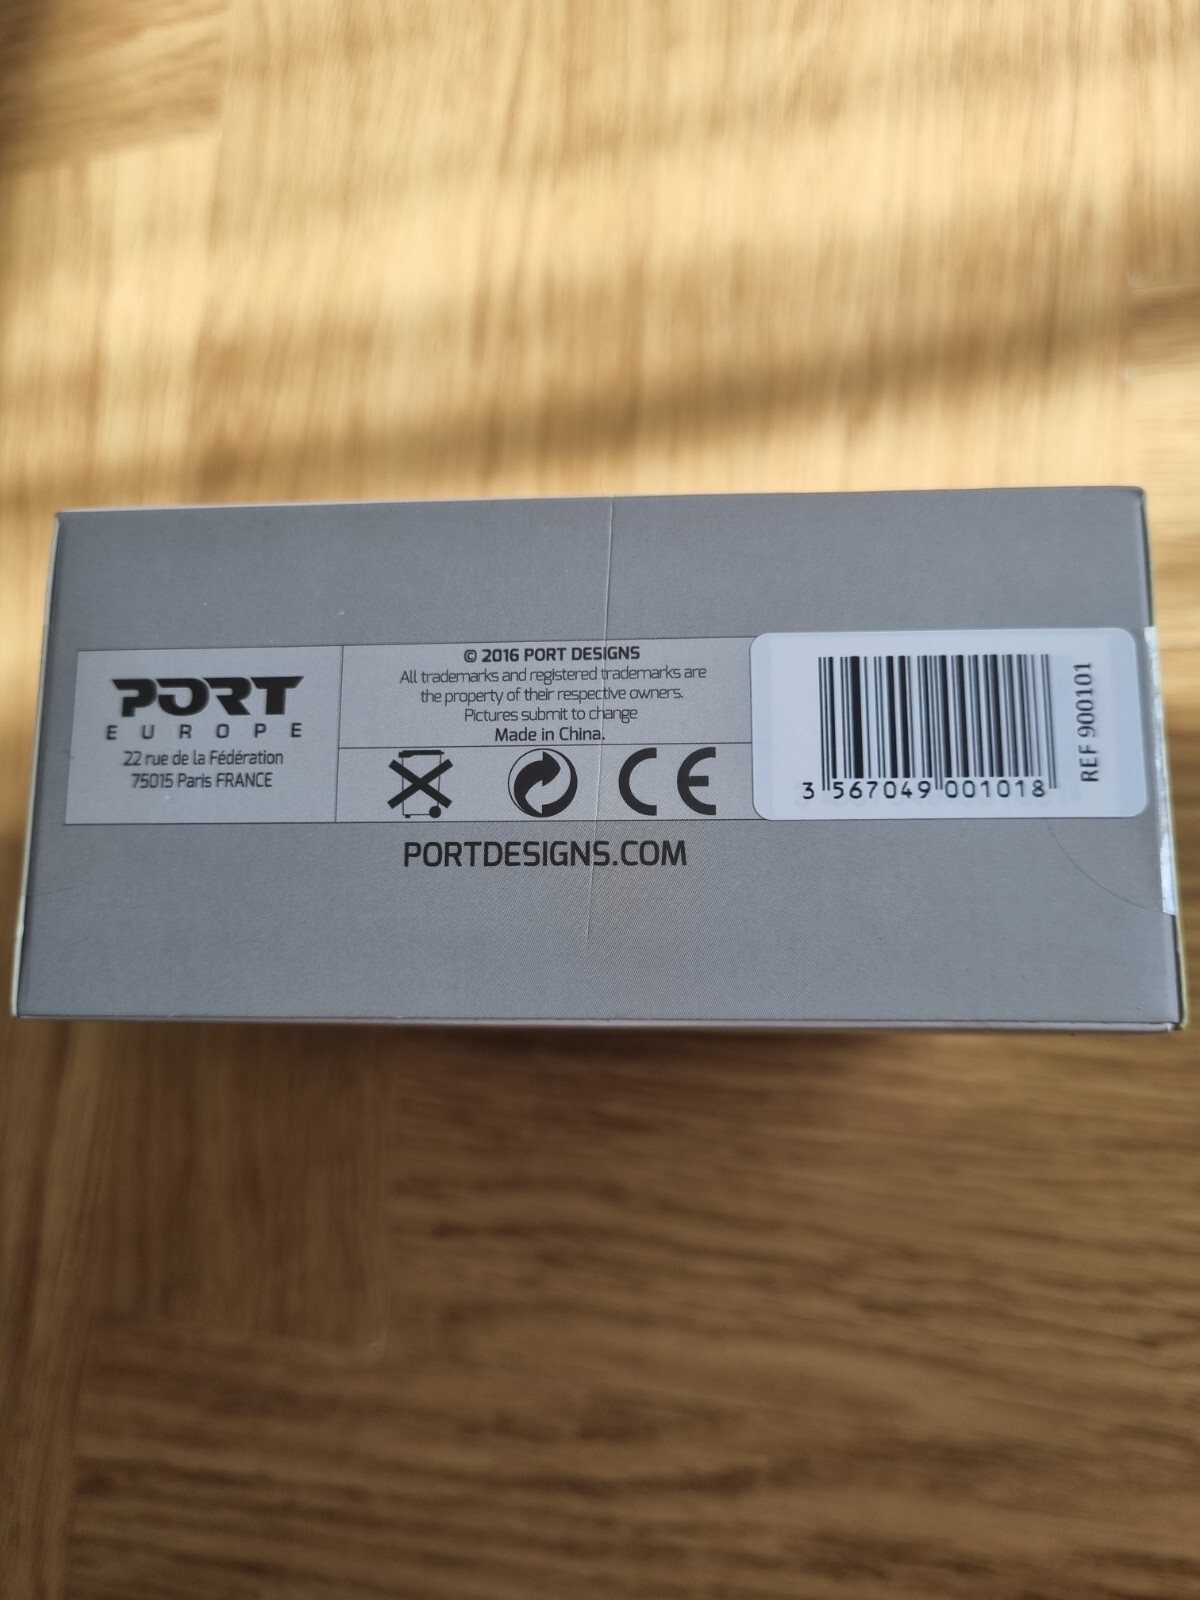 PORT
EUROPE
22 rue de la Fédération
75015 Paris FRANCE
© 2016 PORT DESIGNS
All trademarks and registered trademarks are
the property of their respective owners.
Pictures submit to change
Made in China.
CE
PORTDESIGNS.COM
3 567049 001018
REF 900101